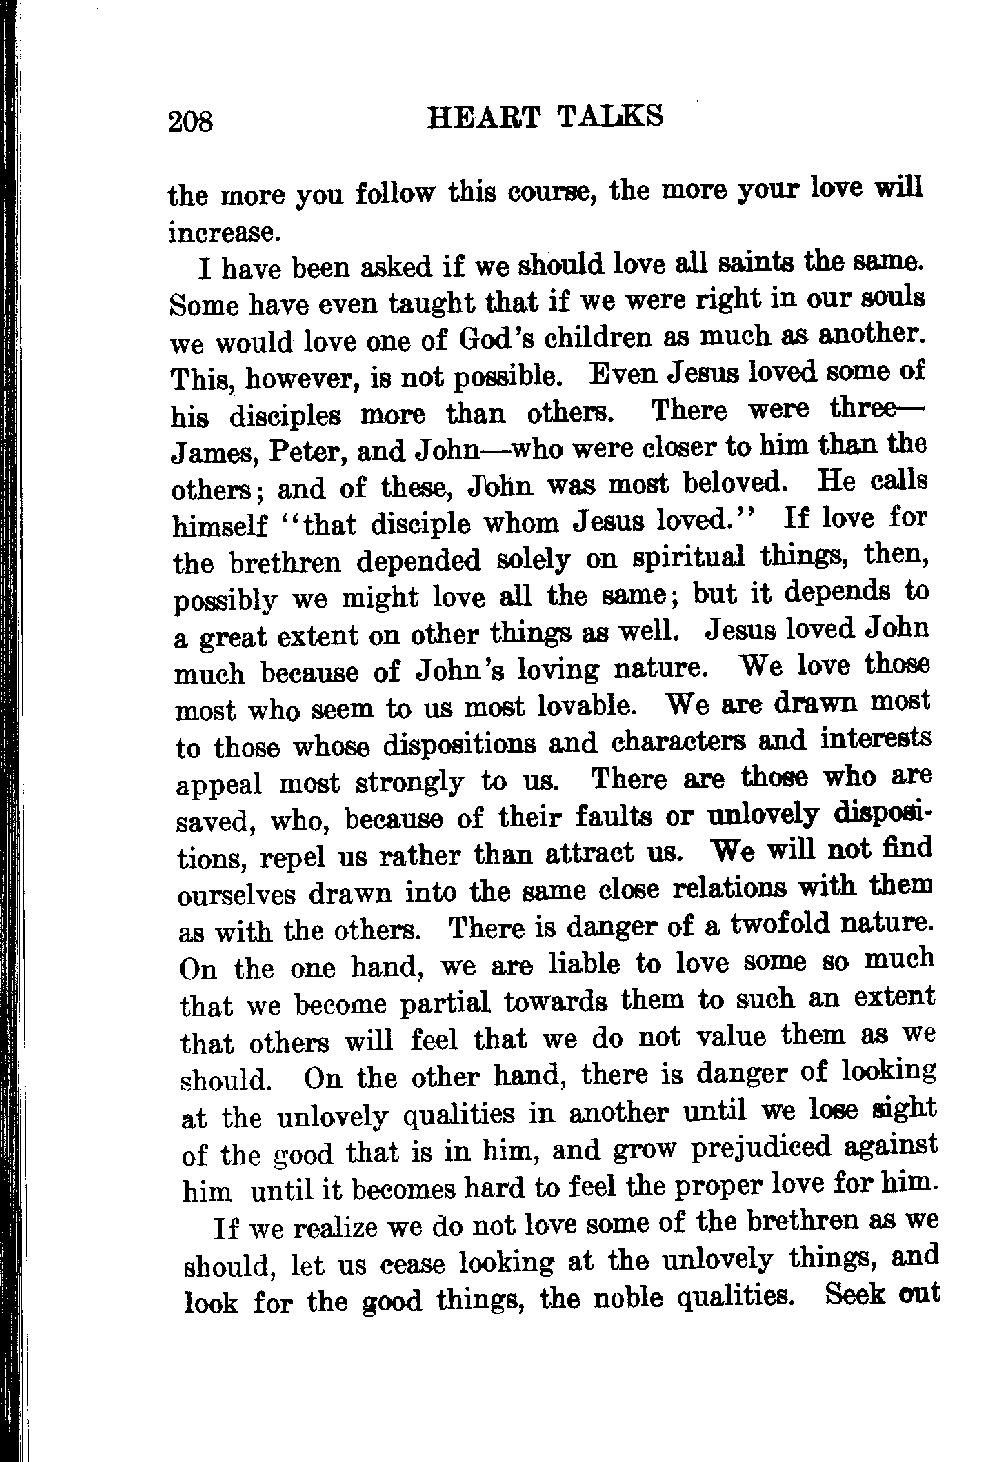 208 HEART TALKS
the more you follow this course, the more your love will
increase.
I have been asked if we should love all saints the same.
Some have even taught that if we were right in our souls
we would love one of God's children as much as another.
This, however, is not possible. Even Jesus loved some of
his disciples more than others. There were three—
James, Peter, and John—who were closer to him than the
others; and of these, John was most beloved. He calls
himself "that disciple whom Jesus loved." If love for
the brethren depended solely on spiritual things, then,
possibly we might love all the same; but it depends to
a great extent on other things as well. Jesus loved John
much because of John's loving nature. We love those
most who seem to us most lovable. We are drawn most
to those whose dispositions and characters and interests
appeal most strongly to us. There are those who are
saved, who, because of their faults or unlovely disposi-
tions, repel us rather than attract us. We will not find
ourselves drawn into the same close relations with them
as with the others. There is danger of a twofold nature.
On the one hand, we are liable to love some so much
that we become partial towards them to such an extent
that others will feel that we do not value them as we
should. On the other hand, there is danger of looking
at the unlovely qualities in another until we lose sight
of the good that is in him, and grow prejudiced against
him until it becomes hard to feel the proper love for him.
If we realize we do not love some of the brethren as we
should, let us cease looking at the unlovely things, and
look for the good things, the noble qualities. Seek out